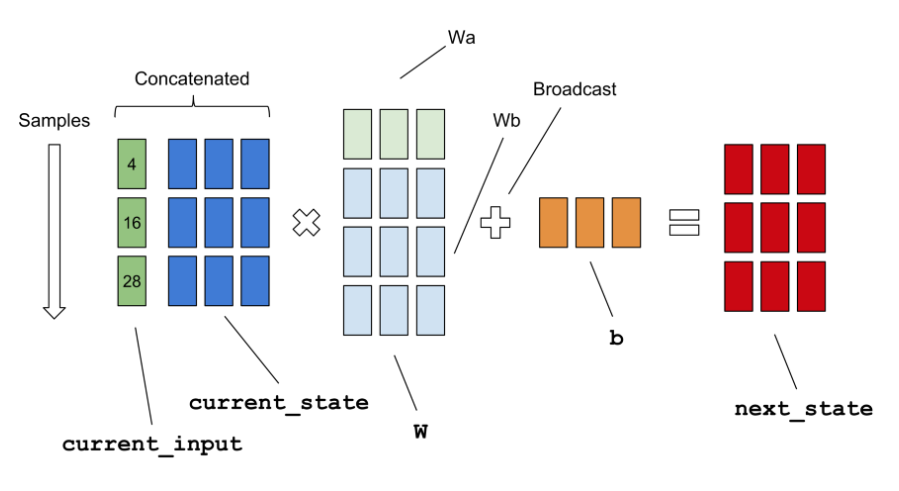 Wa
Concatenated
Broadcast
Samples
Wb
4
16
28
b
current_state
W
next_state
current_input